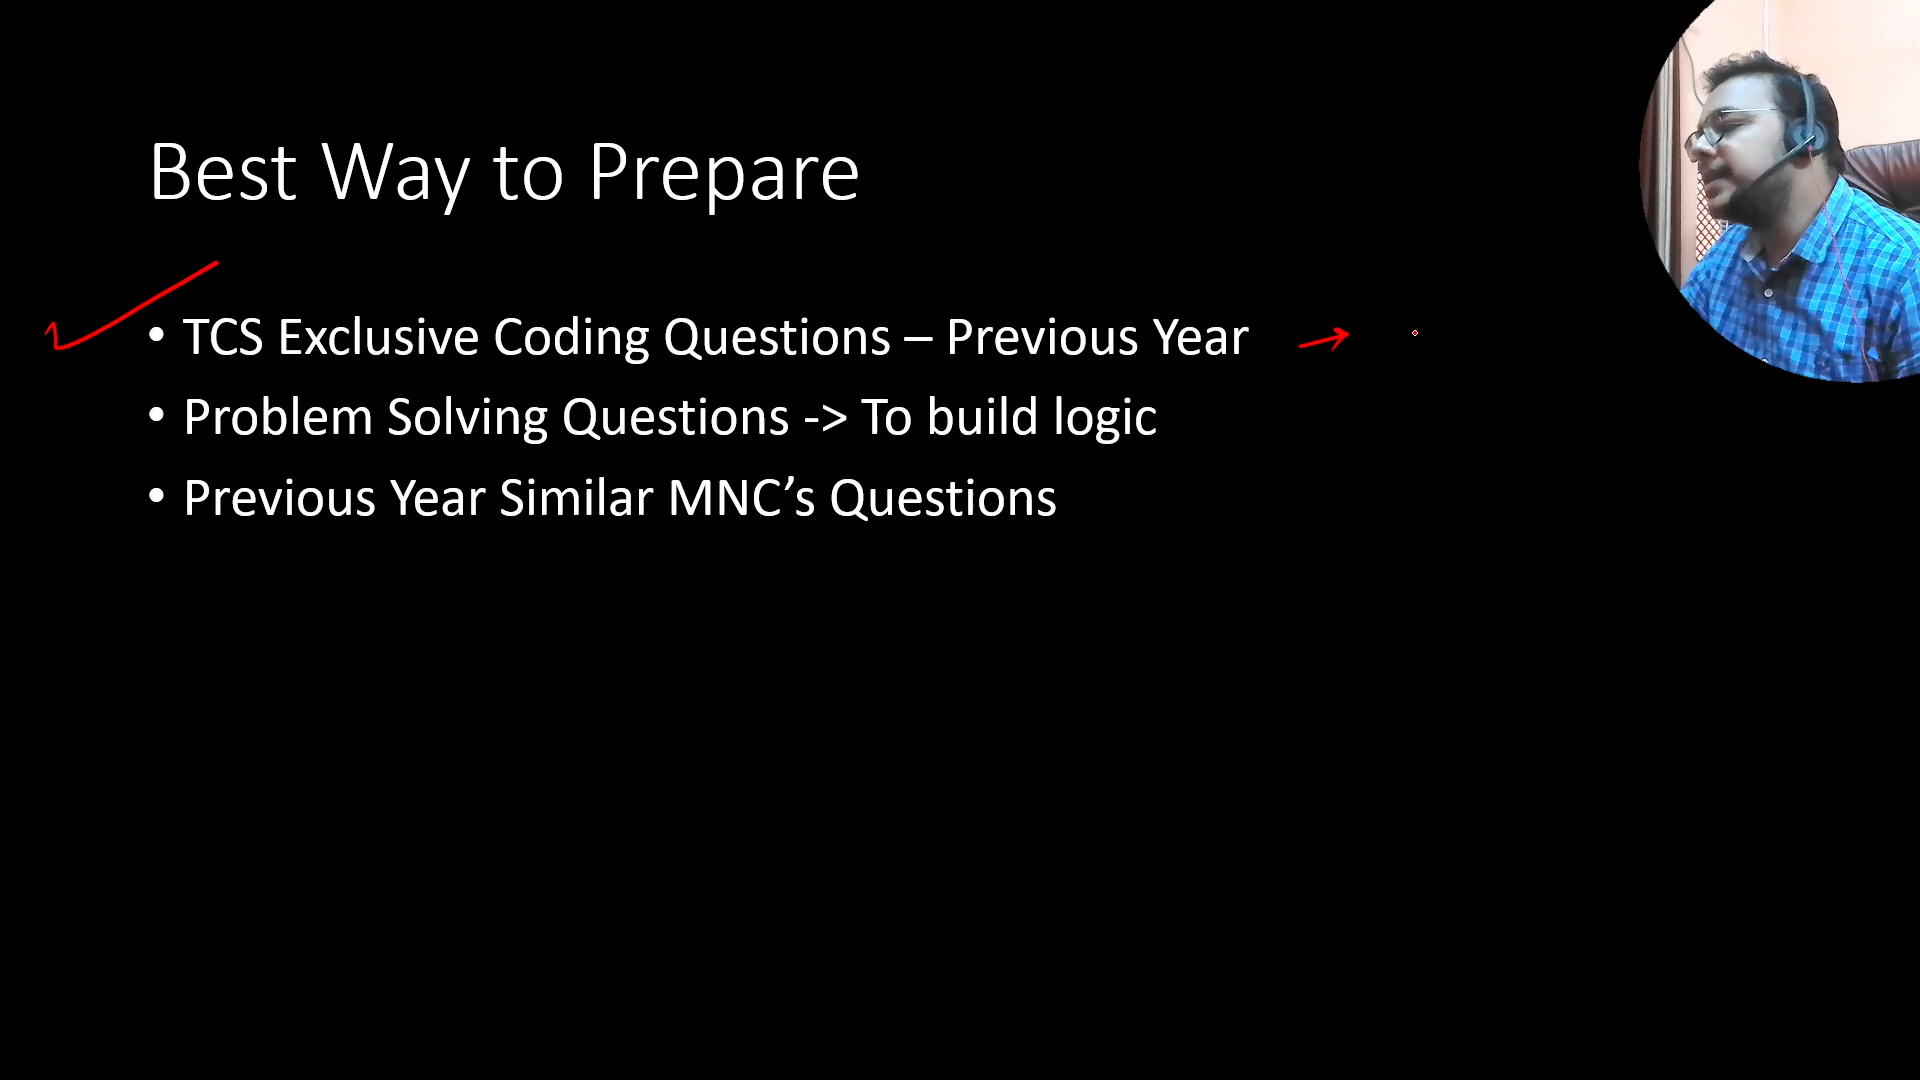 Best Way to Prepare
• TCS Exclusive Coding Questions – Previous Year
• Problem Solving Questions -> To build logic
• Previous Year Similar MNC’s Questions